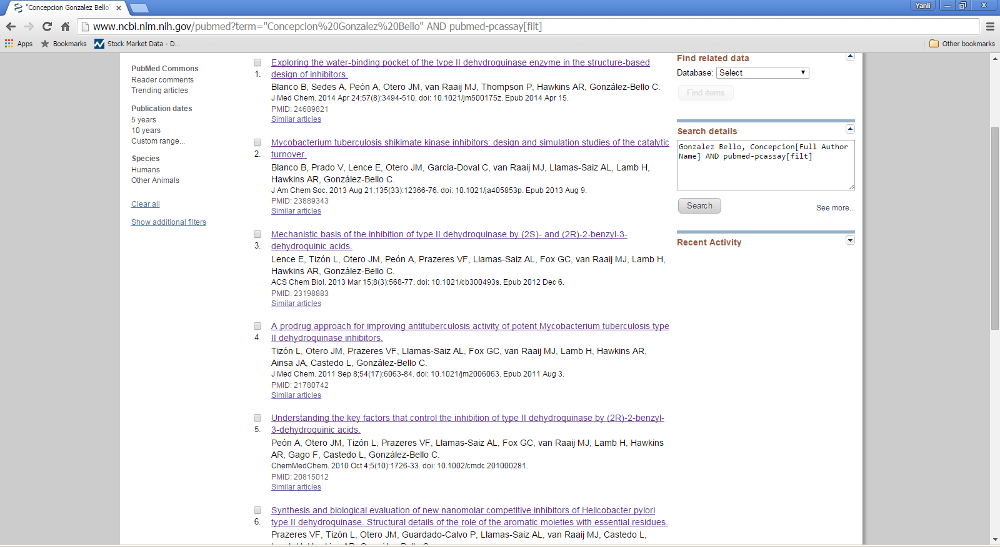 "Concepcion Gonzalez Bello"
Yanli
www.ncbi.nlm.nih.gov/pubmed?term="Concepcion%20Gonzalez%20Bello" AND pubmed-pcassay[filt]
Apps
Bookmarks
Stock Market Data - D...
Other bookmarks
PubMed Commons
Reader comments
Trending articles
Publication dates
5 years
10 years
Custom range...
Species
Humans
Other Animals
Clear all
Show additional filters
1.
Exploring the water-binding pocket of the type II dehydroquinase enzyme in the structure-based
design of inhibitors.
Blanco B, Sedes A, Peón A, Otero JM, van Raaij MJ, Thompson P, Hawkins AR, González-Bello C.
J Med Chem. 2014 Apr 24;57(8):3494-510. doi: 10.1021/jm500175z. Epub 2014 Apr 15.
PMID: 24689821
Similar articles
2.
Mycobacterium tuberculosis shikimate kinase inhibitors: design and simulation studies of the catalytic
turnover.
Blanco B, Prado V, Lence E, Otero JM, Garcia-Doval C, van Raaij MJ, Llamas-Saiz AL, Lamb H,
Hawkins AR, González-Bello C.
J Am Chem Soc. 2013 Aug 21;135(33):12366-76. doi: 10.1021/ja405853p. Epub 2013 Aug 9.
PMID: 23889343
Similar articles
3.
Mechanistic basis of the inhibition of type II dehydroquinase by (2S)- and (2R)-2-benzyl-3-
dehydroquinic acids.
Lence E, Tizón L, Otero JM, Peón A, Prazeres VF, Llamas-Saiz AL, Fox GC, van Raaij MJ, Lamb H,
Hawkins AR, González-Bello C.
ACS Chem Biol. 2013 Mar 15;8(3):568-77. doi: 10.1021/cb300493s. Epub 2012 Dec 6.
PMID: 23198883
Similar articles
4.
A prodrug approach for improving antituberculosis activity of potent Mycobacterium tuberculosis type
II dehydroquinase inhibitors.
Tizón L, Otero JM, Prazeres VF, Llamas-Saiz AL, Fox GC, van Raaij MJ, Lamb H, Hawkins AR,
Ainsa JA, Castedo L, González-Bello C.
J Med Chem. 2011 Sep 8;54(17):6063-84. doi: 10.1021/jm2006063. Epub 2011 Aug 3.
PMID: 21780742
Similar articles
5.
Understanding the key factors that control the inhibition of type II dehydroquinase by (2R)-2-benzyl-
3-dehydroquinic acids.
Peón A, Otero JM, Tizón L, Prazeres VF, Llamas-Saiz AL, Fox GC, van Raaij MJ, Lamb H, Hawkins
AR, Gago F, Castedo L, González-Bello C.
ChemMedChem. 2010 Oct 4;5(10):1726-33. doi: 10.1002/cmdc.201000281.
PMID: 20815012
Similar articles
6.
Synthesis and biological evaluation of new nanomolar competitive inhibitors of Helicobacter pylori
type II dehydroquinase. Structural details of the role of the aromatic moieties with essential residues.
Prazeres VF, Tizón L, Otero JM, Guardado-Calvo P, Llamas-Saiz AL, van Raaij MJ, Castedo L,
Find related data
Database: Select
Find items
Search details
Gonzalez Bello, Concepcion[Full Author
Name] AND pubmed-pcassay[filt]
Search
See more...
Recent Activity